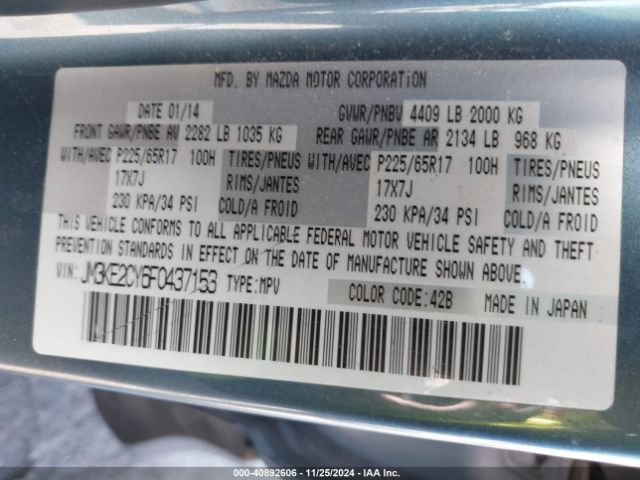 MFD. BY MAZDA MOTOR CORPORATION
DATE 01/14 GVWR/PNBV 4409 LB 2000 KG
FRONT GAWR/PNBE AV 2282 LB 1035 KG REAR GAWR/PNBE AR 2134 LB 968 KG
WITH/AVEC P225/65R17 100H TIRES/PNEUS WITH/AVEC P225/65R17 100H TIRES/PNEUS
17X7J RIMS/JANTES 17X7J RIMS/JANTES
230 KPA/34 PSI COLD/A FROID 230 KPA/34 PSI COLD/A FROID
THIS VEHICLE CONFORMS TO ALL APPLICABLE FEDERAL MOTOR VEHICLE SAFETY AND THEFT
PREVENTION STANDARDS IN EFFECT ON THE DATE OF MANUFACTURE SHOWN ABOVE.
VIN: JM3KE2CY6F0437153 TYPE:MPV COLOR CODE:42B MADE IN JAPAN
000-40892606 - 11/25/2024 - IAA Inc.